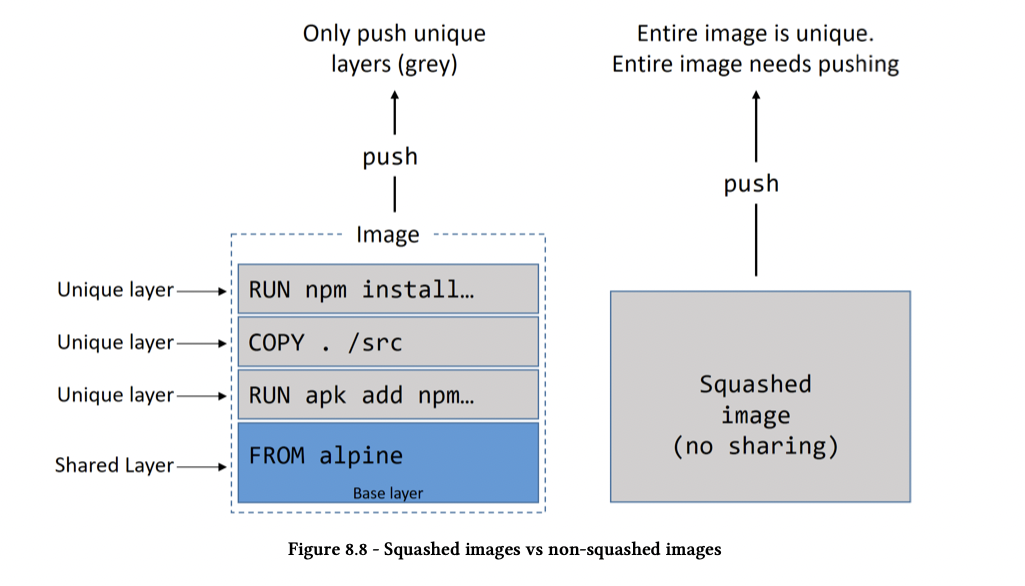 Only push unique
layers (grey)
push
Image
Unique layer
RUN npm install…
Unique layer
COPY . /src
Unique layer
RUN apk add npm…
Shared Layer
FROM alpine
Base layer
Entire image is unique.
Entire image needs pushing
push
Squashed
image
(no sharing)
Figure 8.8 - Squashed images vs non-squashed images